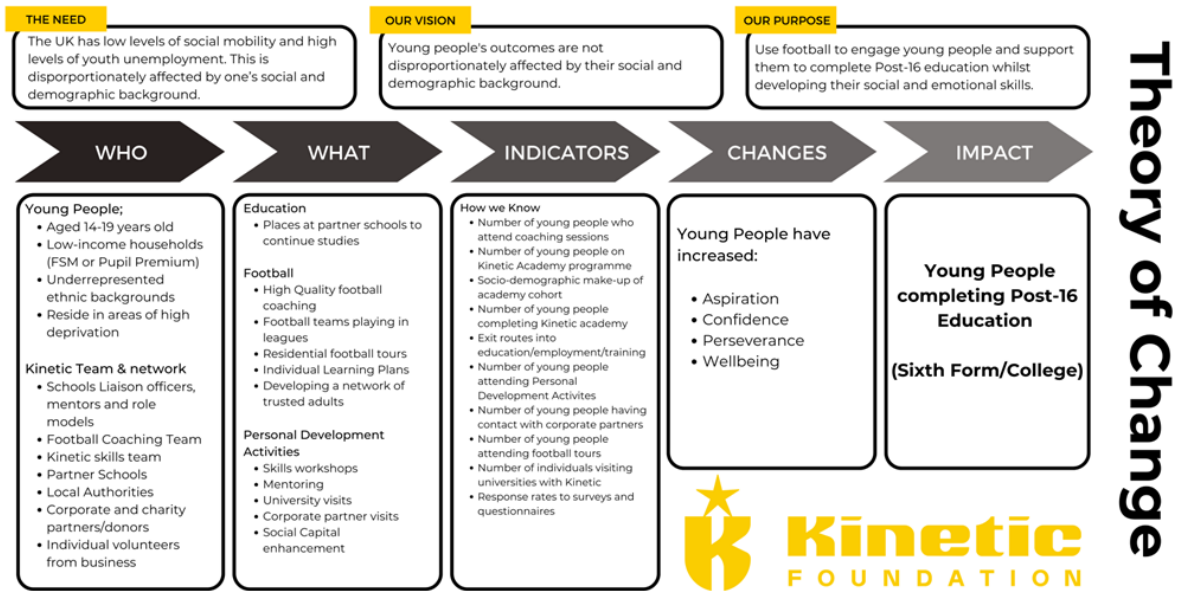 THE NEED
The UK has low levels of social mobility and high
levels of youth unemployment. This is
disporportionately affected by one's social and
demographic background.
OUR VISION
Young people's outcomes are not
disproportionately affected by their social and
demographic background.
OUR PURPOSE
Use football to engage young people and support
them to complete Post-16 education whilst
developing their social and emotional skills.
WHO
WHAT
INDICATORS
CHANGES
IMPACT
Young People;
• Aged 14-19 years old
• Low-income households
(FSM or Pupil Premium)
• Underrepresented
ethnic backgrounds
• Reside in areas of high
deprivation
Kinetic Team & network
• Schools Liaison officers,
mentors and role
models
• Football Coaching Team
• Kinetic skills team
• Partner Schools
• Local Authorities
• Corporate and charity
partners/donors
• Individual volunteers
from business
Education
• Places at partner schools to
continue studies
Football
• High Quality football
coaching
• Football teams playing in
leagues
• Residential football tours
• Individual Learning Plans
• Developing a network of
trusted adults
Personal Development
Activities
• Skills workshops
• Mentoring
• University visits
• Corporate partner visits
• Social Capital
enhancement
How we Know
• Number of young people who
attend coaching sessions
• Number of young people on
Kinetic Academy programme
• Socio-demographic make-up of
academy cohort
• Number of young people
completing Kinetic academy
• Exit routes into
education/employment/training
• Number of young people
attending Personal
Development Activites
• Number of young people having
contact with corporate partners
• Number of young people
attending football tours
• Number of individuals visiting
universities with Kinetic
• Response rates to surveys and
questionnaires
Young People have
increased:
• Aspiration
• Confidence
• Perseverance
• Wellbeing
Young People
completing Post-16
Education
(Sixth Form/College)
Kinetic
FOUNDATION
Theory of Change